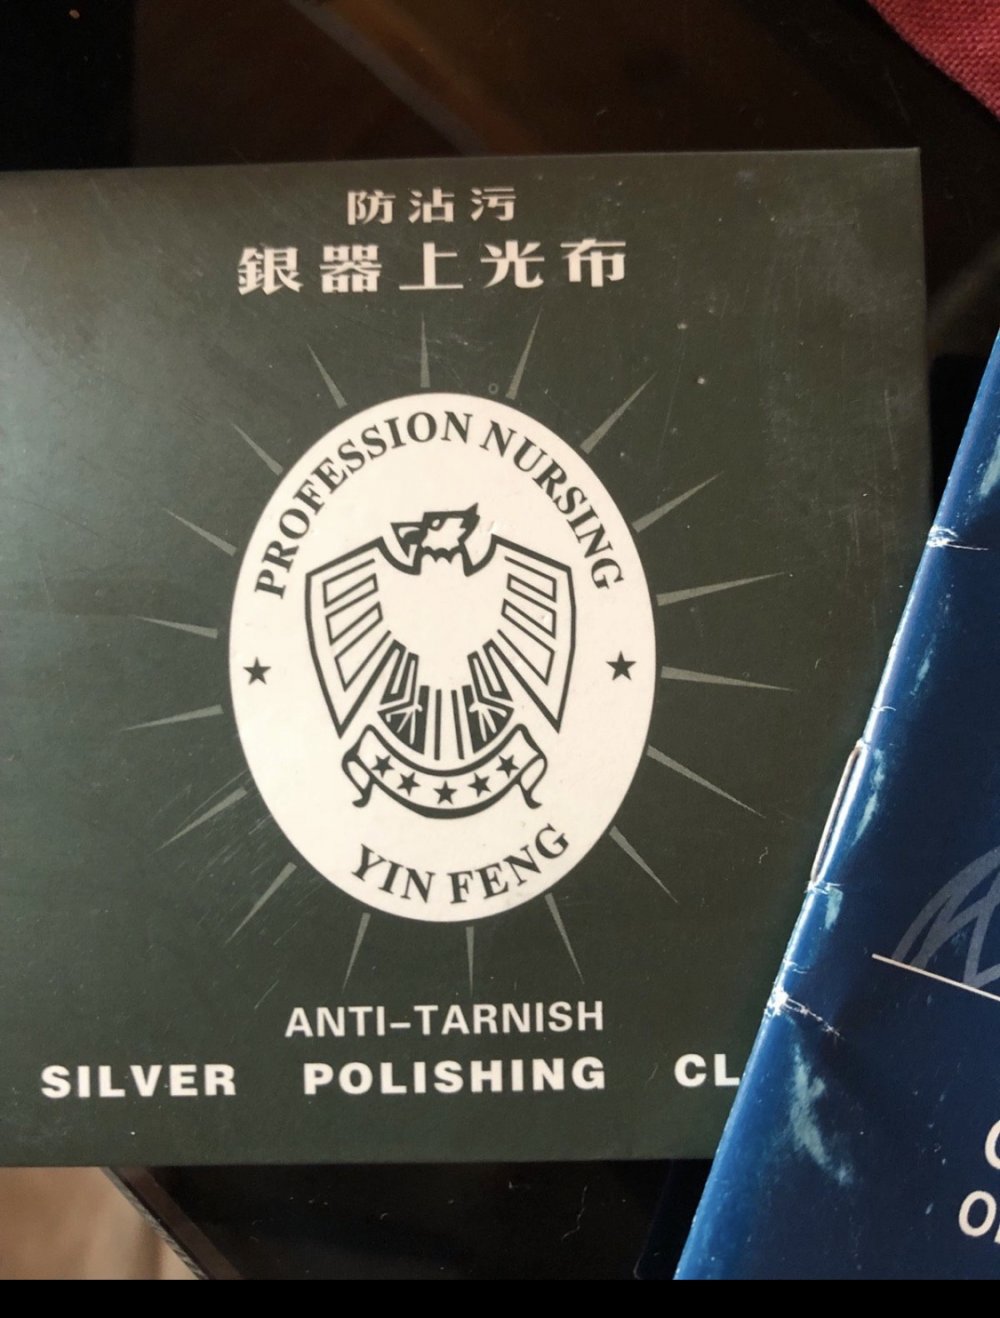 防沾污
銀器上光布
PROFESSION NURSING
YIN FENG
ANTI-TARNISH
SILVER POLISHING CL